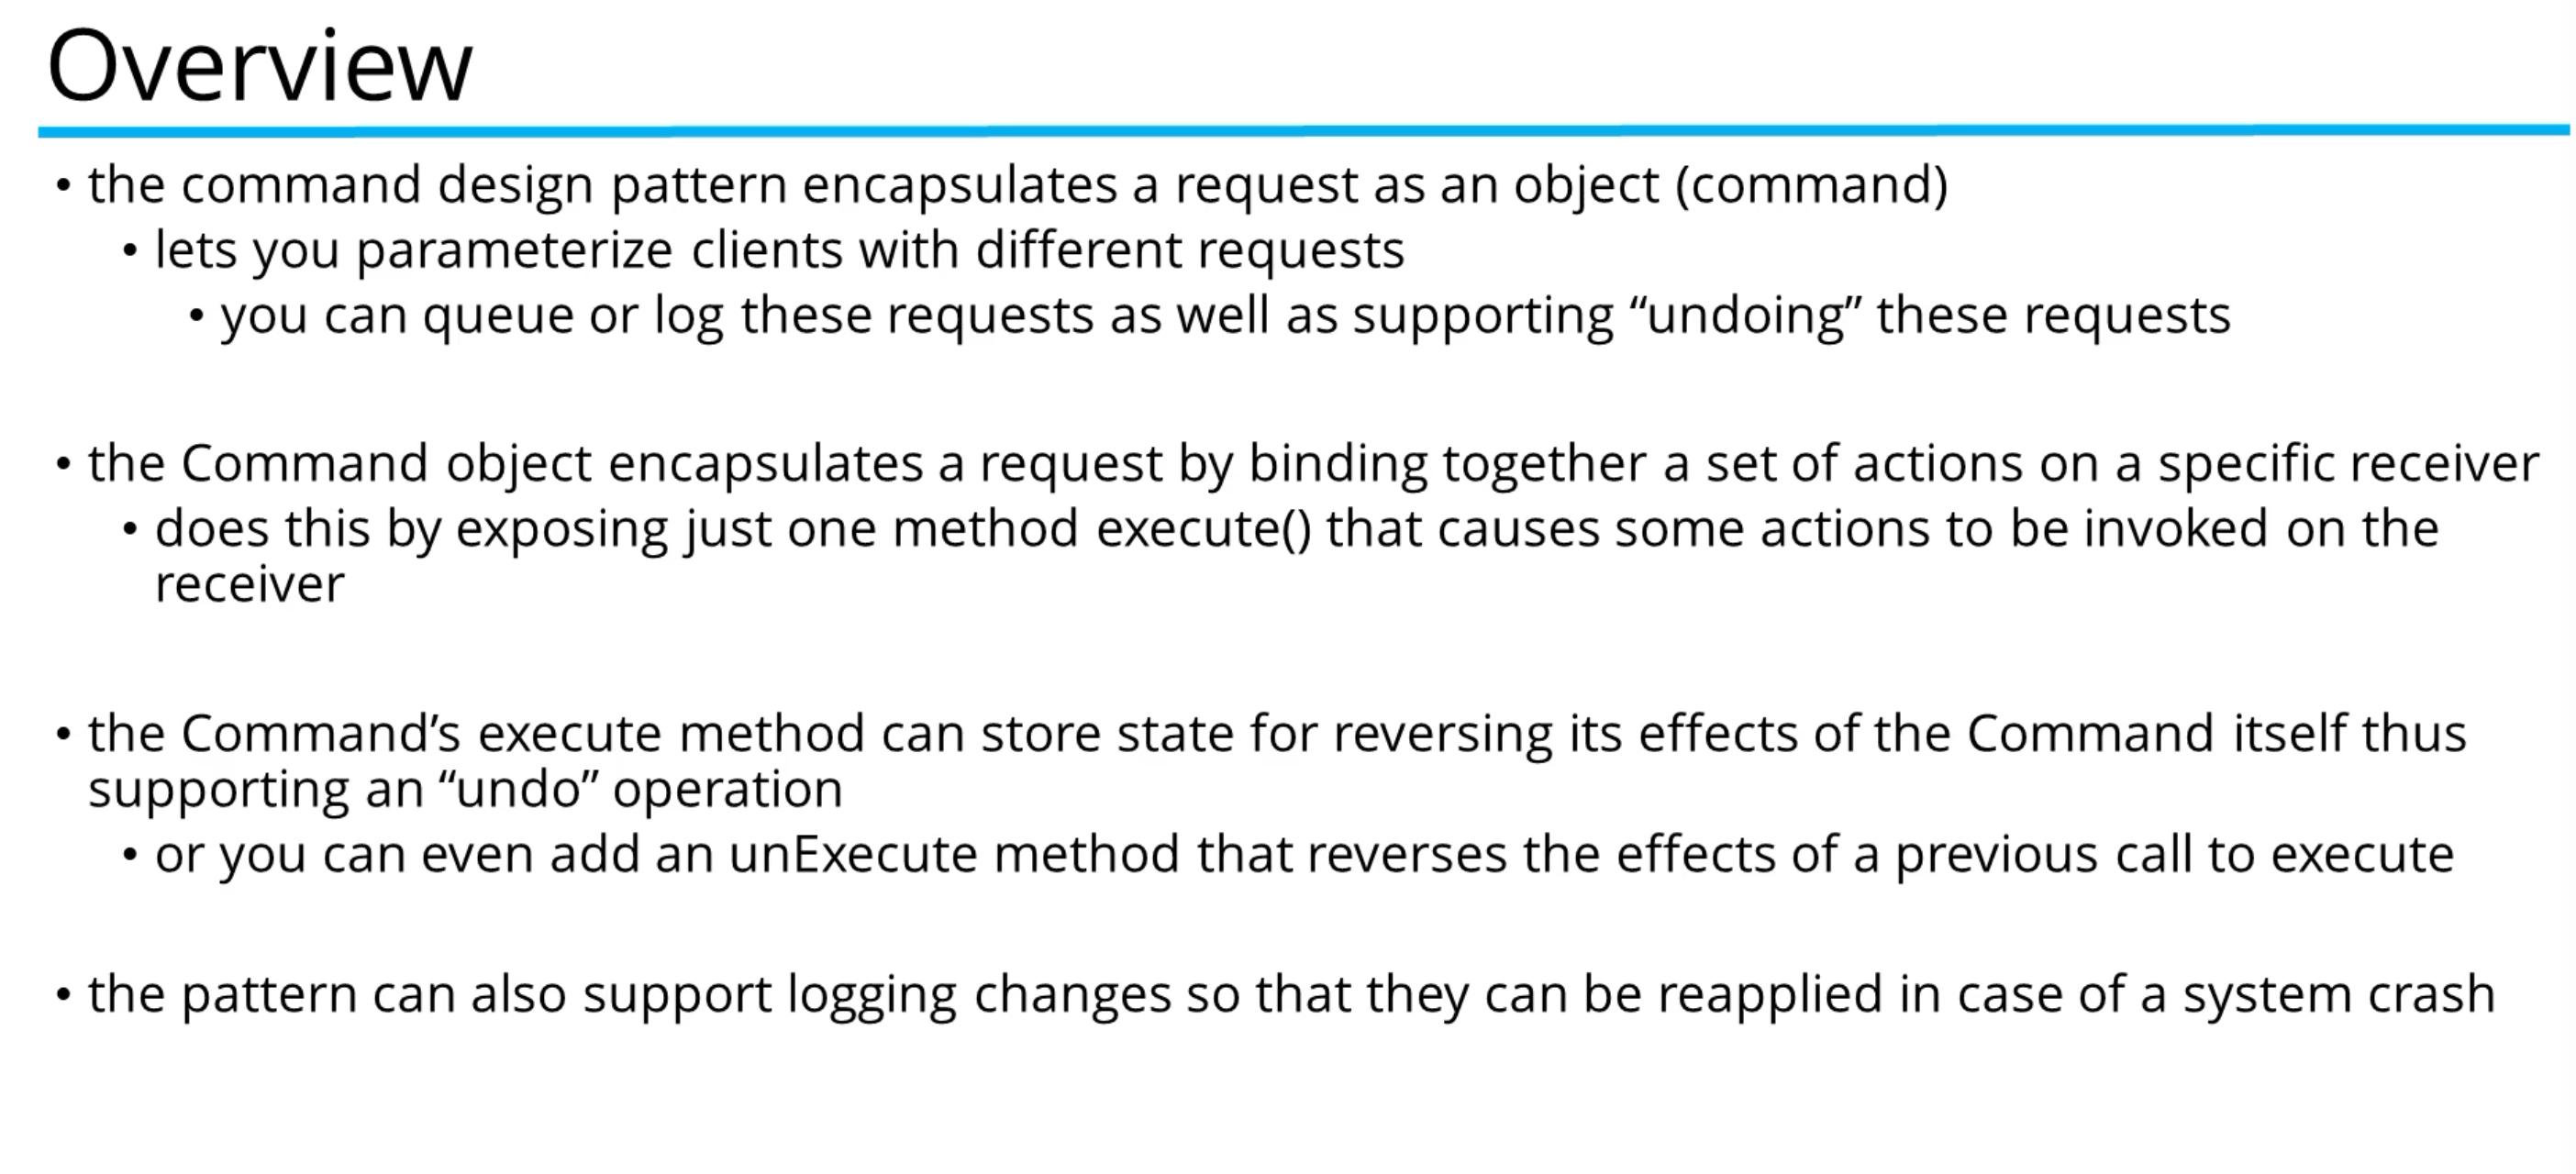 Overview
• the command design pattern encapsulates a request as an object (command)
• lets you parameterize clients with different requests
• you can queue or log these requests as well as supporting “undoing” these requests
• the Command object encapsulates a request by binding together a set of actions on a specific receiver
• does this by exposing just one method execute() that causes some actions to be invoked on the
receiver
• the Command’s execute method can store state for reversing its effects of the Command itself thus
supporting an “undo” operation
• or you can even add an unExecute method that reverses the effects of a previous call to execute
• the pattern can also support logging changes so that they can be reapplied in case of a system crash